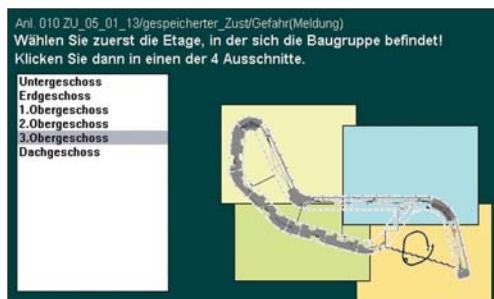 Anl. 010 ZU_05_01_13/gespeicherter_Zust/Gefahr(Meldung)
Wählen Sie zuerst die Etage, in der sich die Baugruppe befindet!
Klicken Sie dann in einen der 4 Ausschnitte.
Untergeschoss
Erdgeschoss
1.Obergeschoss
2.Obergeschoss
3.Obergeschoss
Dachgeschoss